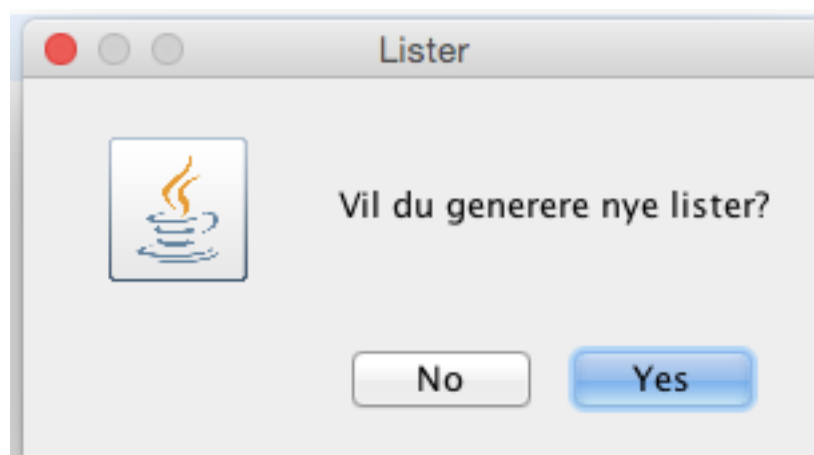 Lister
Vil du generere nye lister?
No Yes